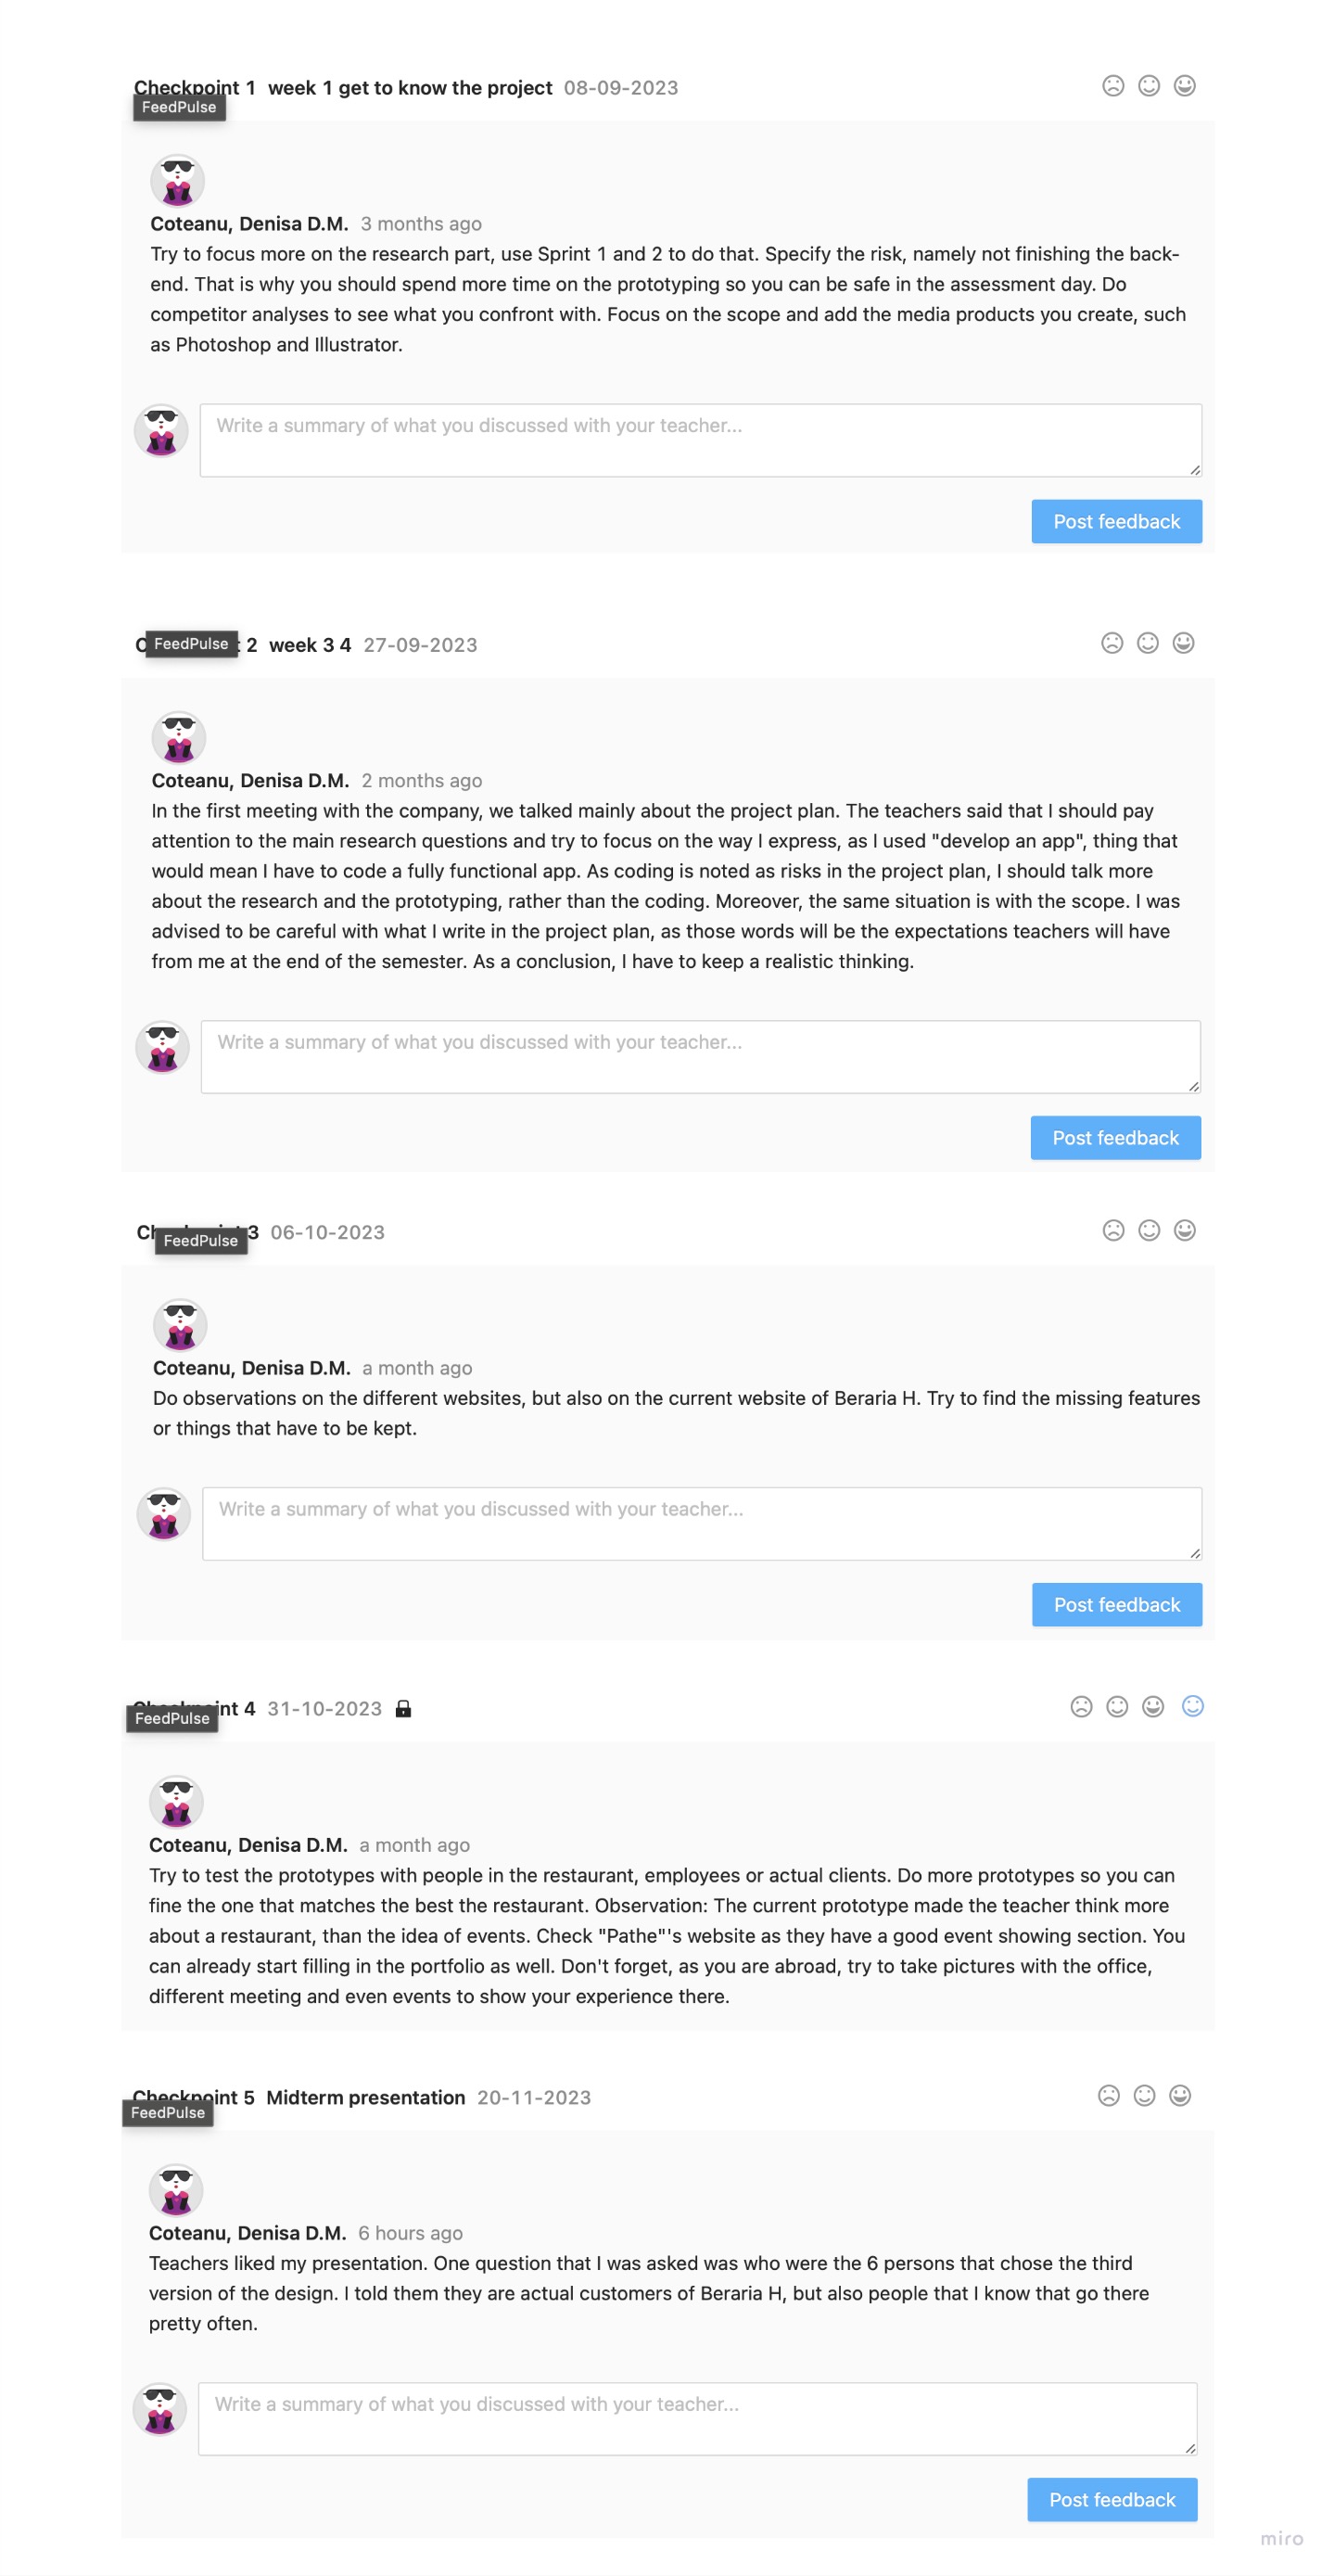 Checkpoint 1 week 1 get to know the project 08-09-2023
FeedPulse
Coteanu, Denisa D.M. 3 months ago
Try to focus more on the research part, use Sprint 1 and 2 to do that. Specify the risk, namely not finishing the back-
end. That is why you should spend more time on the prototyping so you can be safe in the assessment day. Do
competitor analyses to see what you confront with. Focus on the scope and add the media products you create, such
as Photoshop and Illustrator.
Write a summary of what you discussed with your teacher...
Post feedback
FeedPulse 2 week 3 4 27-09-2023
Coteanu, Denisa D.M. 2 months ago
In the first meeting with the company, we talked mainly about the project plan. The teachers said that I should pay
attention to the main research questions and try to focus on the way I express, as I used "develop an app", thing that
would mean I have to code a fully functional app. As coding is noted as risks in the project plan, I should talk more
about the research and the prototyping, rather than the coding. Moreover, the same situation is with the scope. I was
advised to be careful with what I write in the project plan, as those words will be the expectations teachers will have
from me at the end of the semester. As a conclusion, I have to keep a realistic thinking.
Write a summary of what you discussed with your teacher...
Post feedback
Checkpoint 3 06-10-2023
FeedPulse
Coteanu, Denisa D.M. a month ago
Do observations on the different websites, but also on the current website of Beraria H. Try to find the missing features
or things that have to be kept.
Write a summary of what you discussed with your teacher...
Post feedback
Checkpoint 4 31-10-2023
FeedPulse
Coteanu, Denisa D.M. a month ago
Try to test the prototypes with people in the restaurant, employees or actual clients. Do more prototypes so you can
fine the one that matches the best the restaurant. Observation: The current prototype made the teacher think more
about a restaurant, than the idea of events. Check "Pathe"'s website as they have a good event showing section. You
can already start filling in the portfolio as well. Don't forget, as you are abroad, try to take pictures with the office,
different meeting and even events to show your experience there.
Checkpoint 5 Midterm presentation 20-11-2023
FeedPulse
Coteanu, Denisa D.M. 6 hours ago
Teachers liked my presentation. One question that I was asked was who were the 6 persons that chose the third
version of the design. I told them they are actual customers of Beraria H, but also people that I know that go there
pretty often.
Write a summary of what you discussed with your teacher...
Post feedback
miro